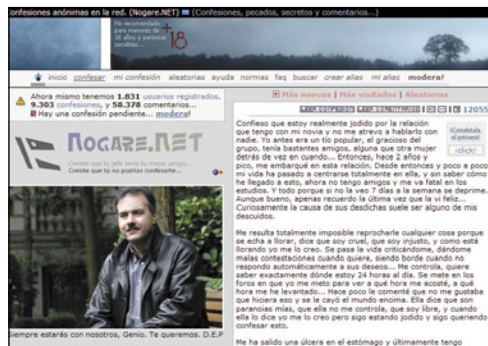 Confesiones anónimas en la red. (Nogare.NET) (Confesiones, pecados, secretos y comentarios...)
No recomendado
para menores de
18 años y personas
sensibles...
+18
inicio confesar mi confesión aleatorias ayuda normas faq buscar crear alias mi alias modera!
Más nuevas | Más visitadas | Aleatorias
Ahora mismo tenemos 1.831 usuarios registrados,
9.303 confesiones, y 58.378 comentarios...
Hay una confesión pendiente... modera!
NOGARE.NET
Creíste que tu jefe sería tu mejor amigo...
Creíste que tú no podrías confesarte...
LEER CONFESIÓN LEER COMENTARIOS 12055
¡Coméntale
el primero!
¡click!
Confieso que estoy realmente jodido por la relación
que tengo con mi novia y no me atrevo a hablarlo con
nadie. Yo antes era un tio popular, el gracioso del
grupo, tenía bastantes amigos, alguna que otra mujer
detrás de vez en cuando... Entonces, hace 2 años y
pico, me embarqué en esta relación. Desde entonces y poco a poco
mi vida ha pasado a centrarse totalmente en ella, y sin saber cómo
he llegado a esto, ahora no tengo amigos y me va fatal en los
estudios. Y todo porque si no la veo 7 días a la semana se deprime.
Aunque bueno, apenas recuerdo la última vez que la vi feliz...
Curiosamente la causa de sus desdichas suele ser alguno de mis
descuidos.
Me resulta totalmente imposible reprocharle cualquier cosa porque
se echa a llorar, dice que soy cruel, que soy injusto, y como está
llorando yo me lo creo. Se pasa la vida criticándome, dándome
malas contestaciones cuando quiere, siendo borde cuando no
respondo automáticamente a sus deseos... Me controla, quiere
saber exactamente dónde estoy 24 horas al día. Se mete en los
foros en que yo me meto para ver a qué hora me acosté, a qué
hora me he levantado... Hace poco le comenté que no me gustaba
que hiciera eso y se le cayó el mundo encima. Ella dice que son
paranoias mías, que ella no me controla, que soy libre, y cuando
ella lo dice yo me lo creo pero sigo estando jodido y sigo queriendo
confesar esto.
Me ha salido una úlcera en el estómago y últimamente tengo
Siempre estarás con nosotros, Genio. Te queremos. D.E.P